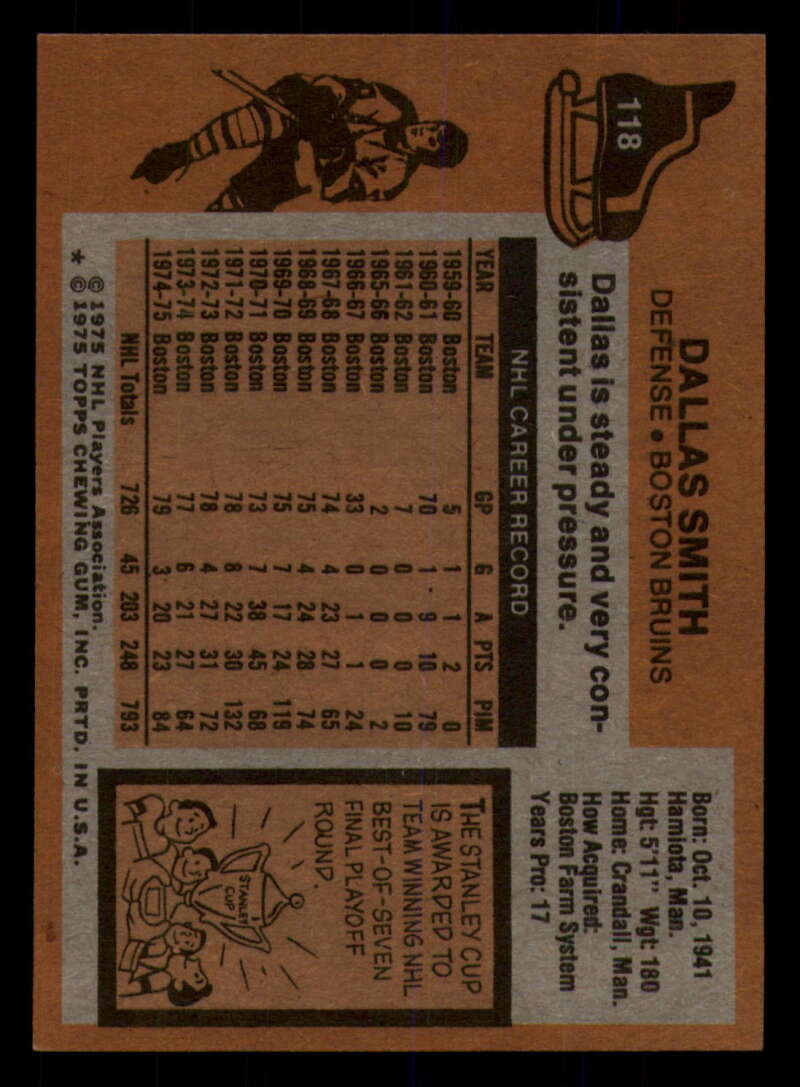 118
DALLAS SMITH
DEFENSE • BOSTON BRUINS
Dallas is steady and very con-
sistent under pressure.
Born: Oct. 10, 1941
Hamiota, Man.
Hgt: 5'11" Wgt: 180
Home: Crandall, Man.
How Acquired:
Boston Farm System
Years Pro: 17
NHL CAREER RECORD
YEAR TEAM GP G A PTS PIM
1959-60 Boston 5 1 1 2 0
1960-61 Boston 70 1 9 10 79
1961-62 Boston 7 0 0 0 10
1965-66 Boston 2 0 0 0 2
1966-67 Boston 33 0 1 1 24
1967-68 Boston 74 4 23 27 65
1968-69 Boston 75 4 24 28 74
1969-70 Boston 75 7 17 24 119
1970-71 Boston 73 7 38 45 68
1971-72 Boston 78 8 22 30 132
1972-73 Boston 78 4 27 31 72
1973-74 Boston 77 6 21 27 64
1974-75 Boston 79 3 20 23 84
NHL Totals 726 45 203 248 793
THE STANLEY CUP
IS AWARDED TO
TEAM WINNING NHL
BEST-OF-SEVEN
FINAL PLAYOFF
ROUND.
STANLEY
CUP
© 1975 NHL Players Association.
* © 1975 TOPPS CHEWING GUM, INC. PRTD. IN U.S.A.